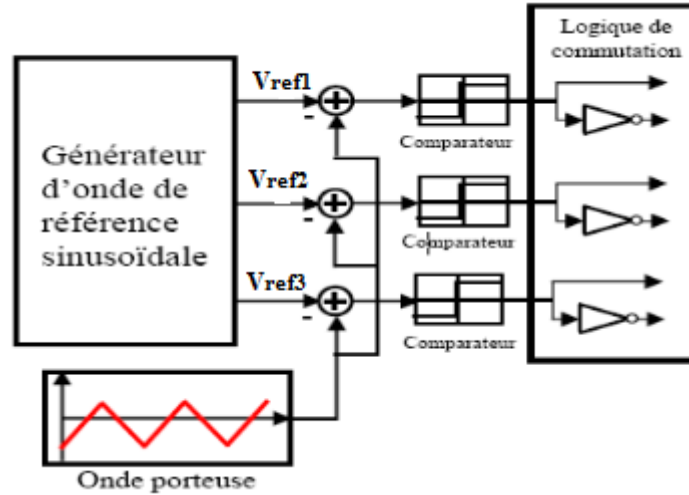 Logique de
commutation
Vref1
Comparateur
Générateur
d'onde de
référence
sinusoïdale
Vref2
Comparateur
Vref3
Comparateur
Onde porteuse